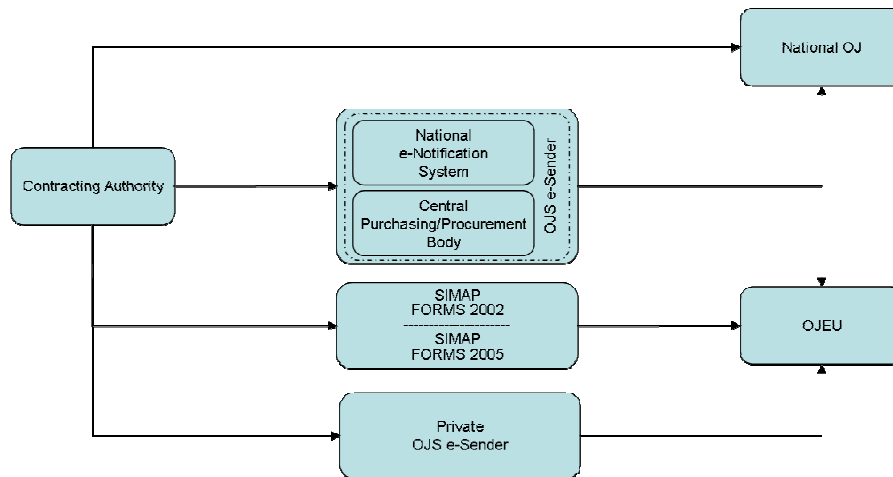 National OJ
Contracting Authority
National
e-Notification
System
Central
Purchasing/Procurement
Body
OJS e-Sender
SIMAP
FORMS 2002
SIMAP
FORMS 2005
OJEU
Private
OJS e-Sender